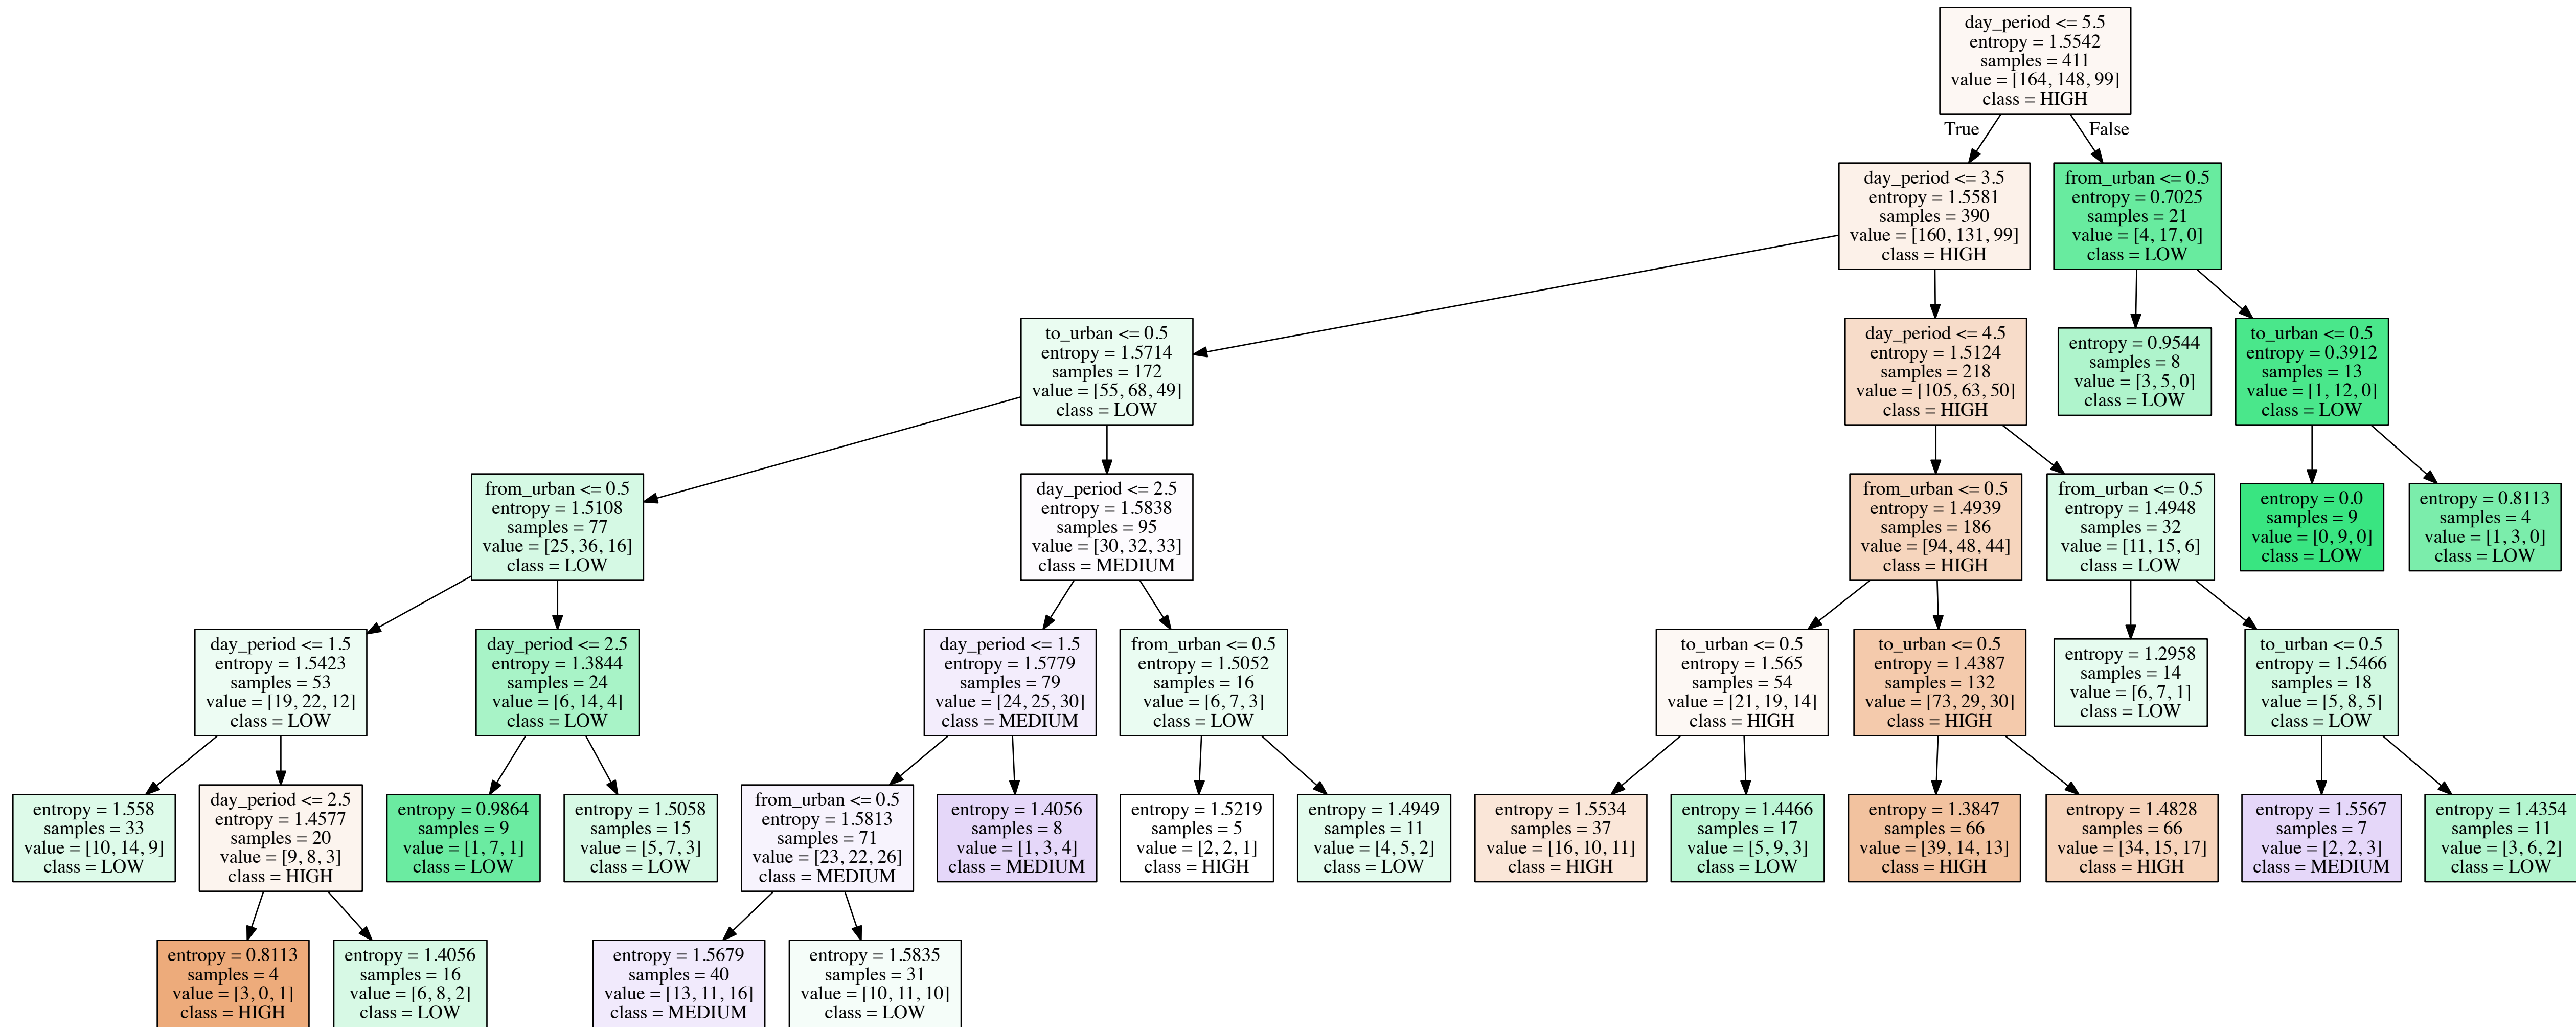 day_period <= 5.5
entropy = 1.5542
samples = 411
value = [164, 148, 99]
class = HIGH
True
False
day_period <= 3.5
entropy = 1.5581
samples = 390
value = [160, 131, 99]
class = HIGH
from_urban <= 0.5
entropy = 0.7025
samples = 21
value = [4, 17, 0]
class = LOW
to_urban <= 0.5
entropy = 1.5714
samples = 172
value = [55, 68, 49]
class = LOW
day_period <= 4.5
entropy = 1.5124
samples = 218
value = [105, 63, 50]
class = HIGH
entropy = 0.9544
samples = 8
value = [3, 5, 0]
class = LOW
to_urban <= 0.5
entropy = 0.3912
samples = 13
value = [1, 12, 0]
class = LOW
from_urban <= 0.5
entropy = 1.5108
samples = 77
value = [25, 36, 16]
class = LOW
day_period <= 2.5
entropy = 1.5838
samples = 95
value = [30, 32, 33]
class = MEDIUM
from_urban <= 0.5
entropy = 1.4939
samples = 186
value = [94, 48, 44]
class = HIGH
from_urban <= 0.5
entropy = 1.4948
samples = 32
value = [11, 15, 6]
class = LOW
entropy = 0.0
samples = 9
value = [0, 9, 0]
class = LOW
entropy = 0.8113
samples = 4
value = [1, 3, 0]
class = LOW
day_period <= 1.5
entropy = 1.5423
samples = 53
value = [19, 22, 12]
class = LOW
day_period <= 2.5
entropy = 1.3844
samples = 24
value = [6, 14, 4]
class = LOW
day_period <= 1.5
entropy = 1.5779
samples = 79
value = [24, 25, 30]
class = MEDIUM
from_urban <= 0.5
entropy = 1.5052
samples = 16
value = [6, 7, 3]
class = LOW
to_urban <= 0.5
entropy = 1.565
samples = 54
value = [21, 19, 14]
class = HIGH
to_urban <= 0.5
entropy = 1.4387
samples = 132
value = [73, 29, 30]
class = HIGH
entropy = 1.2958
samples = 14
value = [6, 7, 1]
class = LOW
to_urban <= 0.5
entropy = 1.5466
samples = 18
value = [5, 8, 5]
class = LOW
entropy = 1.558
samples = 33
value = [10, 14, 9]
class = LOW
day_period <= 2.5
entropy = 1.4577
samples = 20
value = [9, 8, 3]
class = HIGH
entropy = 0.9864
samples = 9
value = [1, 7, 1]
class = LOW
entropy = 1.5058
samples = 15
value = [5, 7, 3]
class = LOW
from_urban <= 0.5
entropy = 1.5813
samples = 71
value = [23, 22, 26]
class = MEDIUM
entropy = 1.4056
samples = 8
value = [1, 3, 4]
class = MEDIUM
entropy = 1.5219
samples = 5
value = [2, 2, 1]
class = HIGH
entropy = 1.4949
samples = 11
value = [4, 5, 2]
class = LOW
entropy = 1.5534
samples = 37
value = [16, 10, 11]
class = HIGH
entropy = 1.4466
samples = 17
value = [5, 9, 3]
class = LOW
entropy = 1.3847
samples = 66
value = [39, 14, 13]
class = HIGH
entropy = 1.4828
samples = 66
value = [34, 15, 17]
class = HIGH
entropy = 1.5567
samples = 7
value = [2, 2, 3]
class = MEDIUM
entropy = 1.4354
samples = 11
value = [3, 6, 2]
class = LOW
entropy = 0.8113
samples = 4
value = [3, 0, 1]
class = HIGH
entropy = 1.4056
samples = 16
value = [6, 8, 2]
class = LOW
entropy = 1.5679
samples = 40
value = [13, 11, 16]
class = MEDIUM
entropy = 1.5835
samples = 31
value = [10, 11, 10]
class = LOW